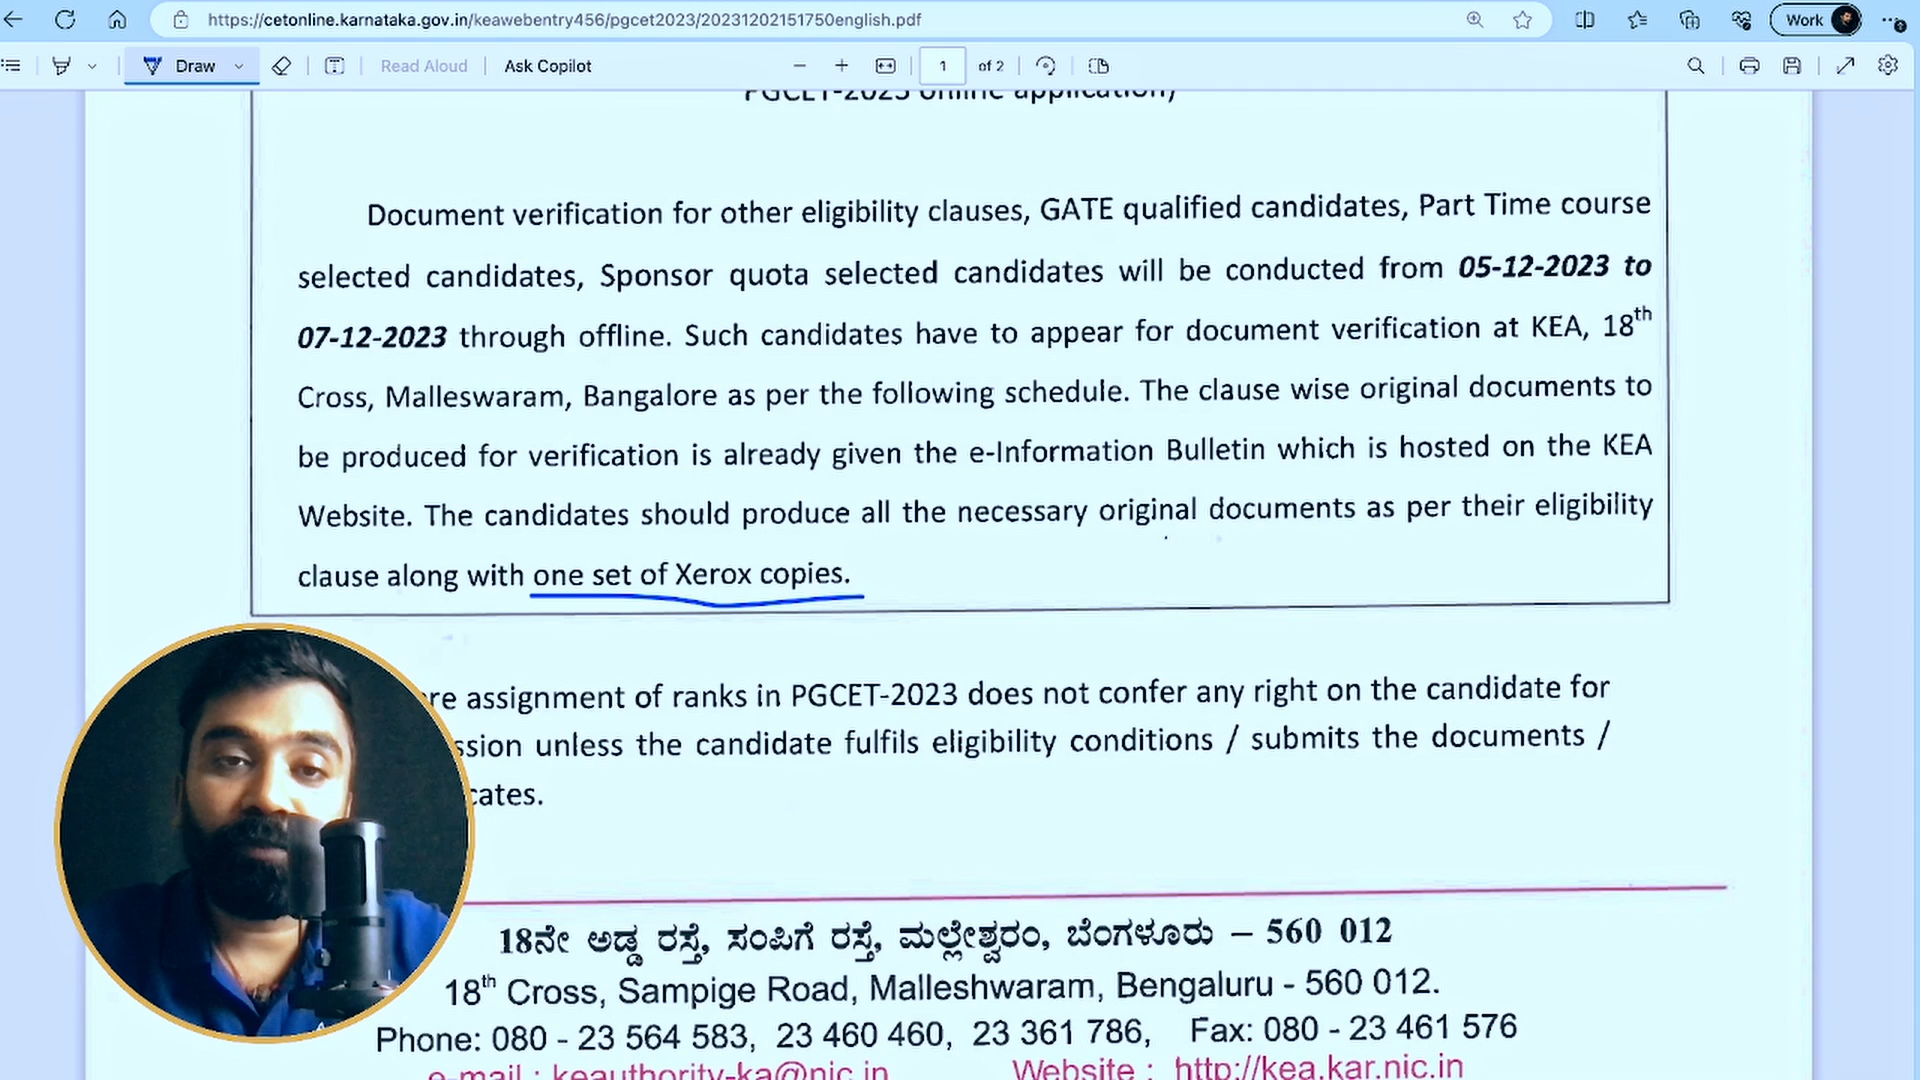 https://cetonline.karnataka.gov.in/keawebentry456/pgcet2023/20231202151750english.pdf
Work
Draw
Read Aloud
Ask Copilot
1 of 2
PGCET-2023 online application)
Document verification for other eligibility clauses, GATE qualified candidates, Part Time course
selected candidates, Sponsor quota selected candidates will be conducted from 05-12-2023 to
07-12-2023 through offline. Such candidates have to appear for document verification at KEA, 18th
Cross, Malleswaram, Bangalore as per the following schedule. The clause wise original documents to
be produced for verification is already given the e-Information Bulletin which is hosted on the KEA
Website. The candidates should produce all the necessary original documents as per their eligibility
clause along with one set of Xerox copies.
re assignment of ranks in PGCET-2023 does not confer any right on the candidate for
ssion unless the candidate fulfils eligibility conditions / submits the documents /
cates.
18ನೇ ಅಡ್ಡ ರಸ್ತೆ, ಸಂಪಿಗೆ ರಸ್ತೆ, ಮಲ್ಲೇಶ್ವರಂ, ಬೆಂಗಳೂರು – 560 012
18th Cross, Sampige Road, Malleshwaram, Bengaluru - 560 012.
Phone: 080 - 23 564 583, 23 460 460, 23 361 786, Fax: 080 - 23 461 576
e-mail : keauthority-ka@nic.in Website : http://kea.kar.nic.in